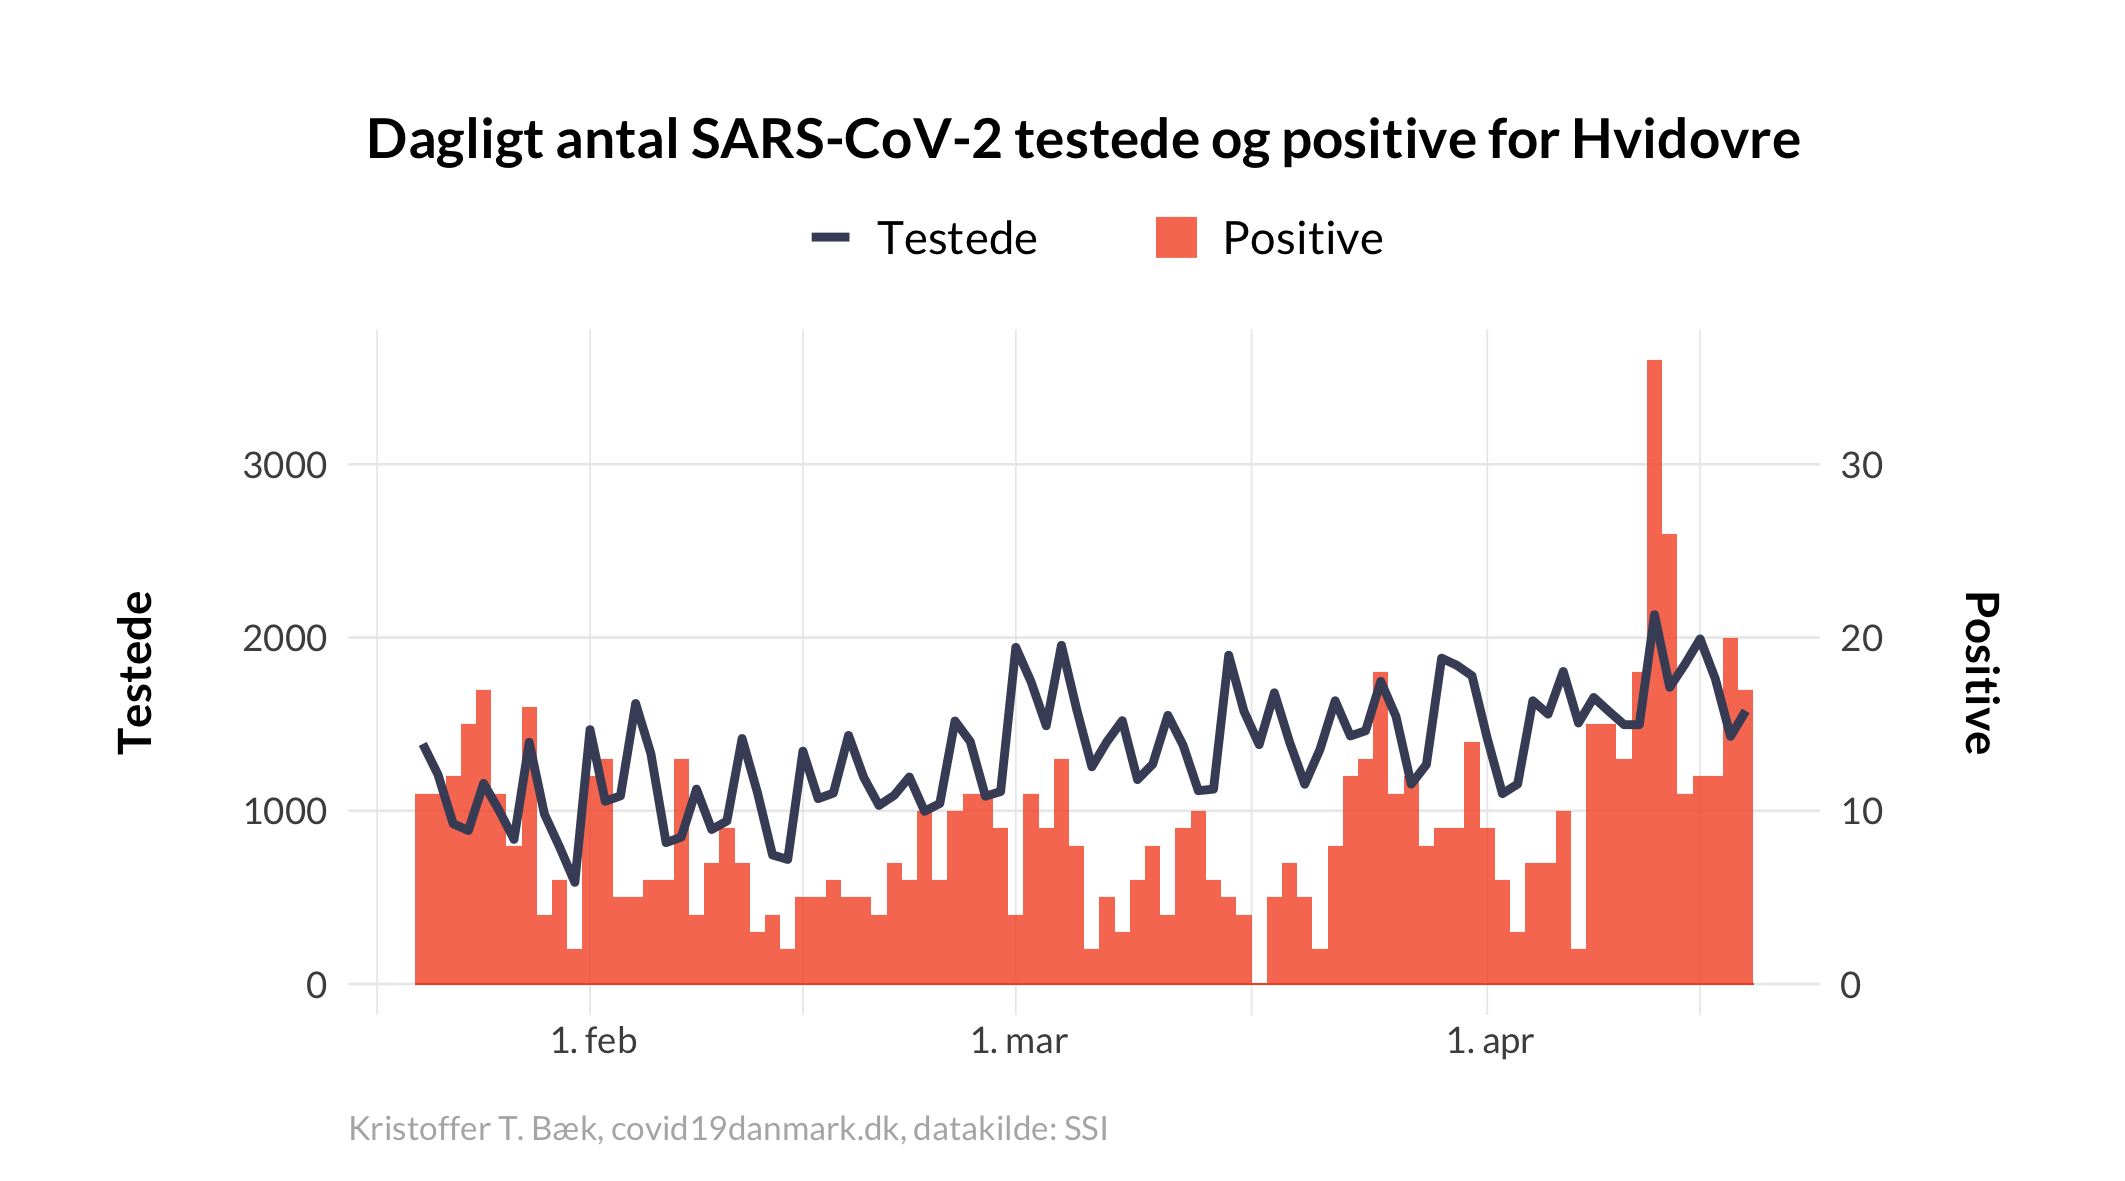 Dagligt antal SARS-CoV-2 testede og positive for Hvidovre
Testede
Positive
Testede
3000
2000
1000
0
30
20
10
0
Positive
1. feb
1. mar
1. apr
Kristoffer T. Bæk, covid19danmark.dk, datakilde: SSI